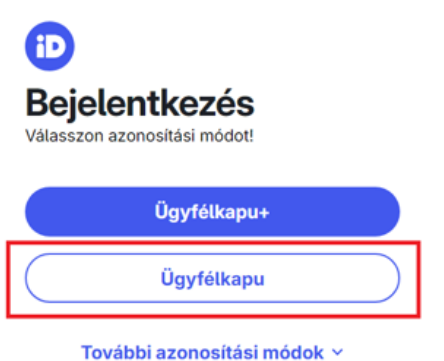 iD
Bejelentkezés
Válasszon azonosítási módot!
Ügyfélkapu+
Ügyfélkapu
További azonosítási módok